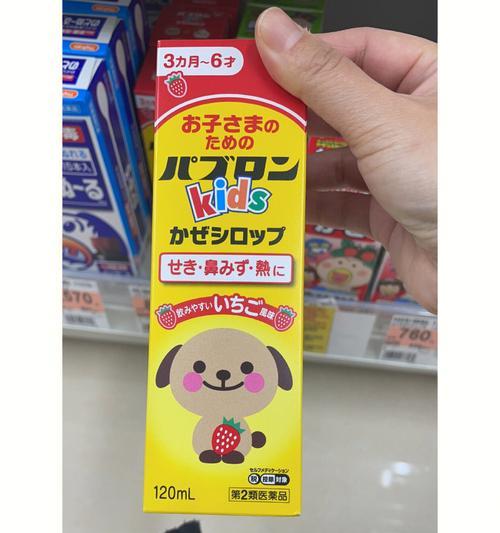 3カ月～6才
お子さまの
ための
パブロン
kids
かぜシロップ
せき・鼻みず・熱に
飲みやすい いちご 風味
セルフメディケーション
税 控除 対象
120mL
第2類医薬品
760